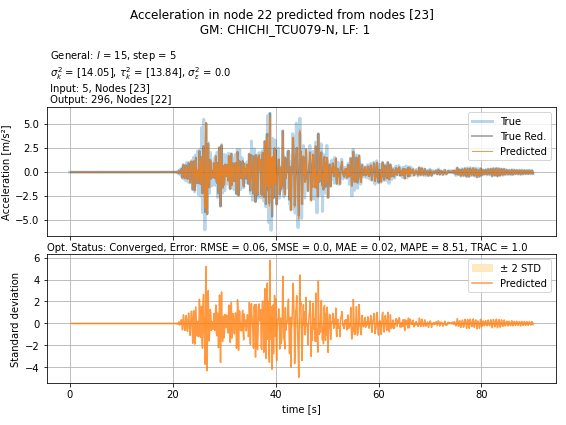 Acceleration in node 22 predicted from nodes [23]
GM: CHICHI_TCU079-N, LF: 1
General: l = 15, step = 5
σ²ₖ = [14.05], τ²ₖ = [13.84], σ²ε = 0.0
Input: 5, Nodes [23]
Output: 296, Nodes [22]
Acceleration [m/s²]
5.0
2.5
0.0
−2.5
−5.0
True
True Red.
Predicted
Opt. Status: Converged, Error: RMSE = 0.06, SMSE = 0.0, MAE = 0.02, MAPE = 8.51, TRAC = 1.0
Standard deviation
6
4
2
0
−2
−4
± 2 STD
Predicted
0
20
40
60
80
time [s]